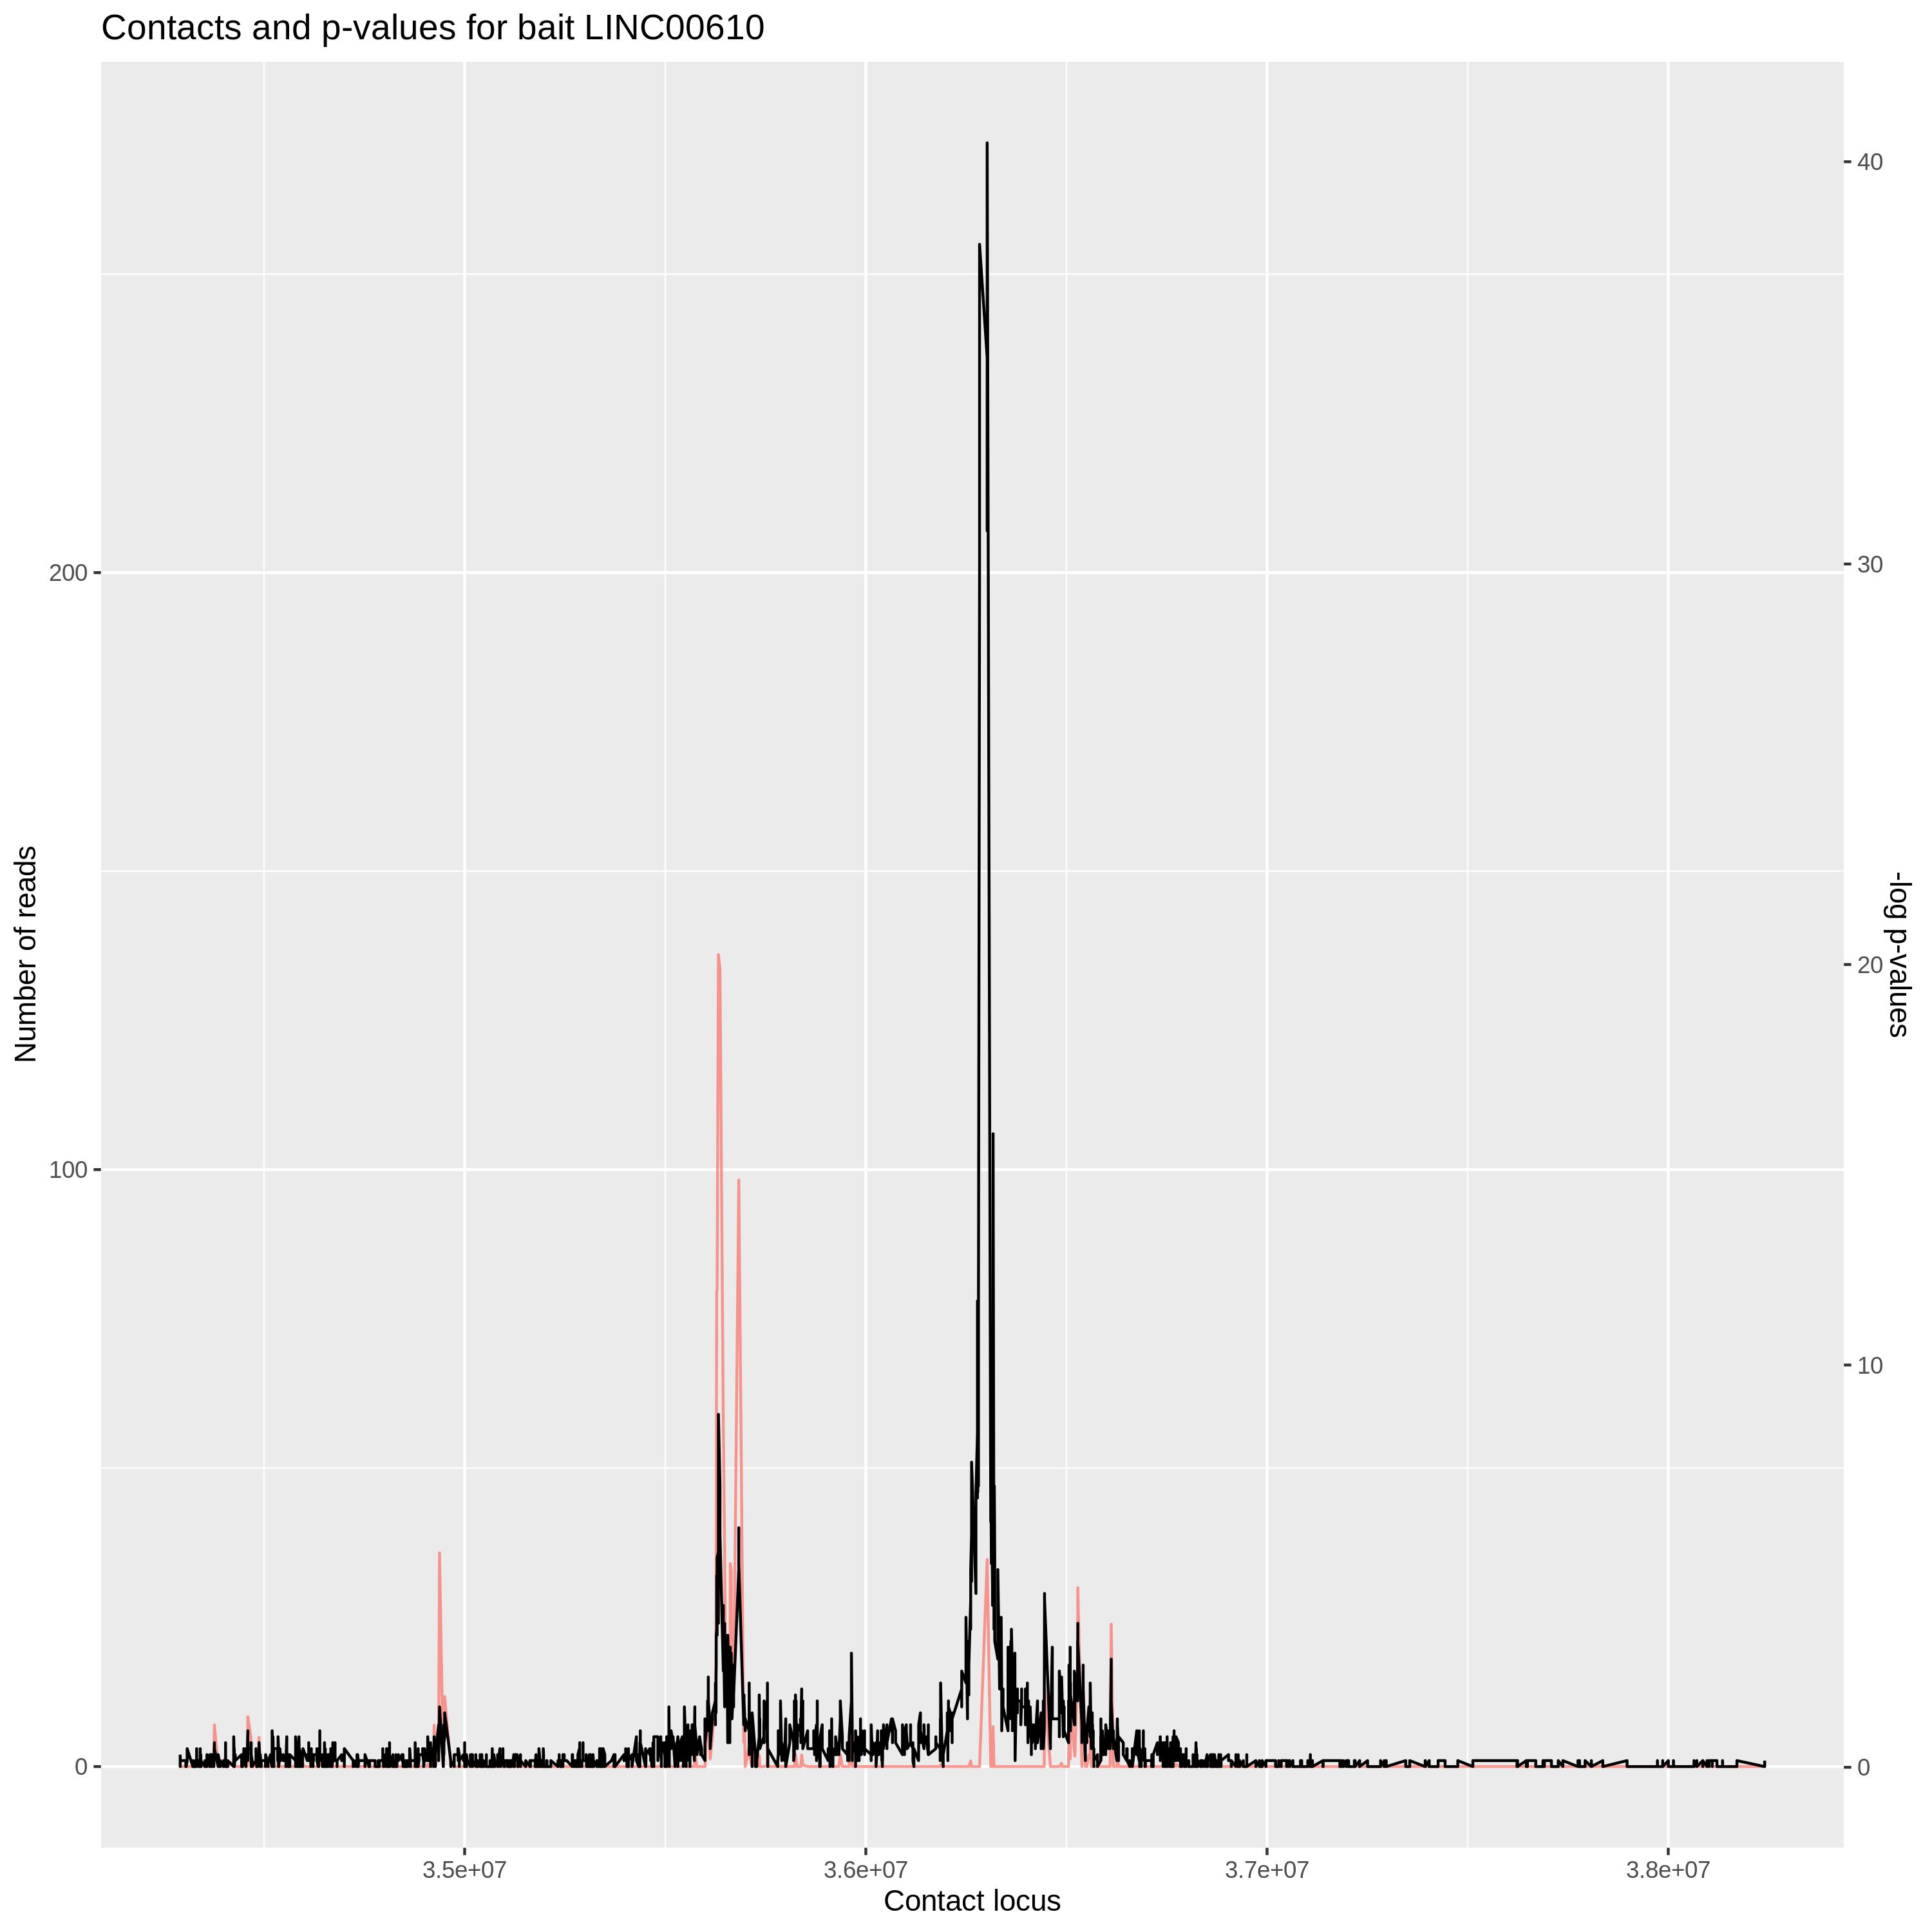 Contacts and p-values for bait LINC00610
Number of reads
200
100
0
40
30
20
10
0
-log p-values
3.5e+07
3.6e+07
3.7e+07
3.8e+07
Contact locus